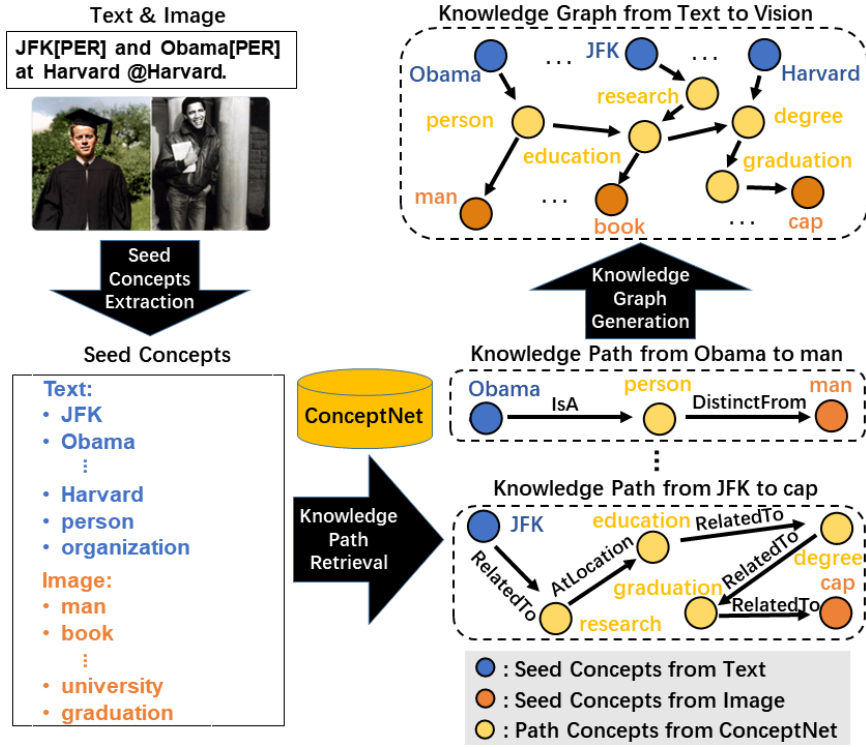 Text & Image
JFK[PER] and Obama[PER]
at Harvard @Harvard.
Seed
Concepts
Extraction
Seed Concepts
Text:
• JFK
• Obama
⋮
• Harvard
• person
• organization
Image:
• man
• book
⋮
• university
• graduation
ConceptNet
Knowledge
Path
Retrieval
Knowledge Graph from Text to Vision
Obama
...
JFK
...
Harvard
research
person
education
degree
graduation
man
...
book
...
cap
Knowledge
Graph
Generation
Knowledge Path from Obama to man
Obama
IsA
person
DistinctFrom
man
⋮
Knowledge Path from JFK to cap
JFK
RelatedTo
research
AtLocation
education
RelatedTo
degree
RelatedTo
graduation
RelatedTo
cap
: Seed Concepts from Text
: Seed Concepts from Image
: Path Concepts from ConceptNet